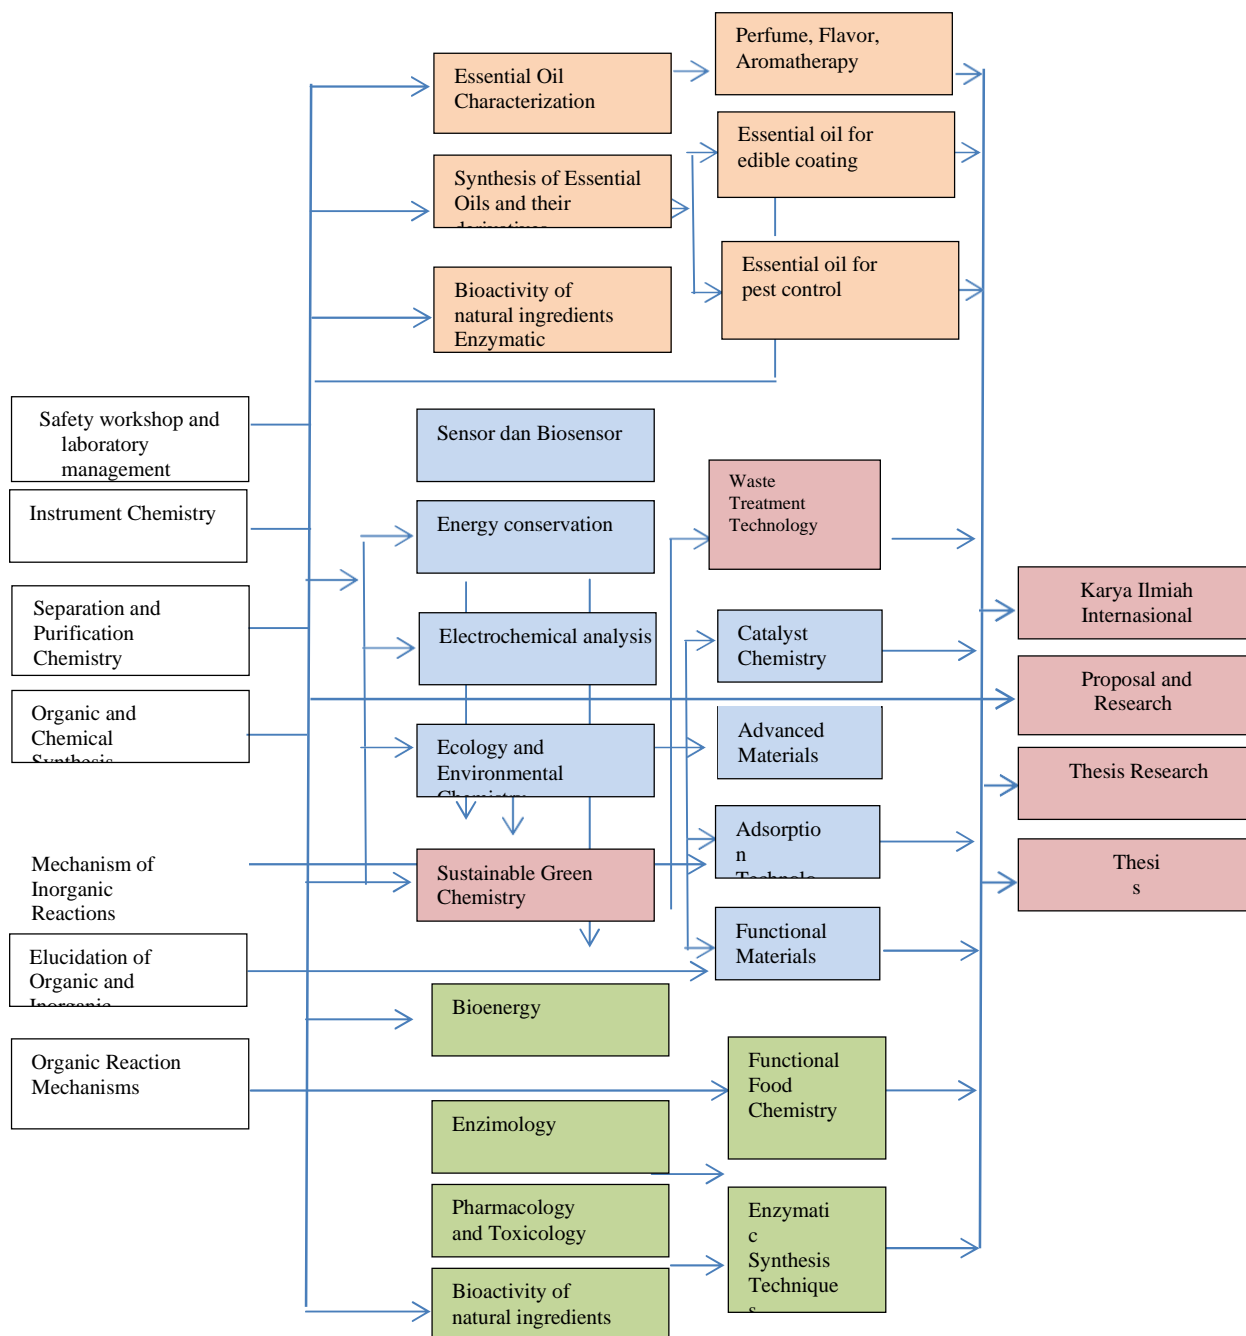 Perfume, Flavor,
Aromatherapy
Essential Oil
Characterization
Essential oil for
edible coating
Synthesis of Essential
Oils and their
Essential oil for
pest control
Bioactivity of
natural ingredients
Enzymatic
Safety workshop and
laboratory
management
Sensor dan Biosensor
Waste
Treatment
Technology
Instrument Chemistry
Energy conservation
Separation and
Purification
Chemistry
Electrochemical analysis
Catalyst
Chemistry
Karya Ilmiah
Internasional
Proposal and
Research
Organic and
Chemical
Synthesis
Ecology and
Environmental
Chemistry
Advanced
Materials
Thesis Research
Mechanism of
Inorganic
Reactions
Sustainable Green
Chemistry
Adsorptio
n
Technolo
Thesi
s
Elucidation of
Organic and
Inorganic
Functional
Materials
Bioenergy
Organic Reaction
Mechanisms
Functional
Food
Chemistry
Enzimology
Pharmacology
and Toxicology
Enzymati
c
Synthesis
Technique
s
Bioactivity of
natural ingredients